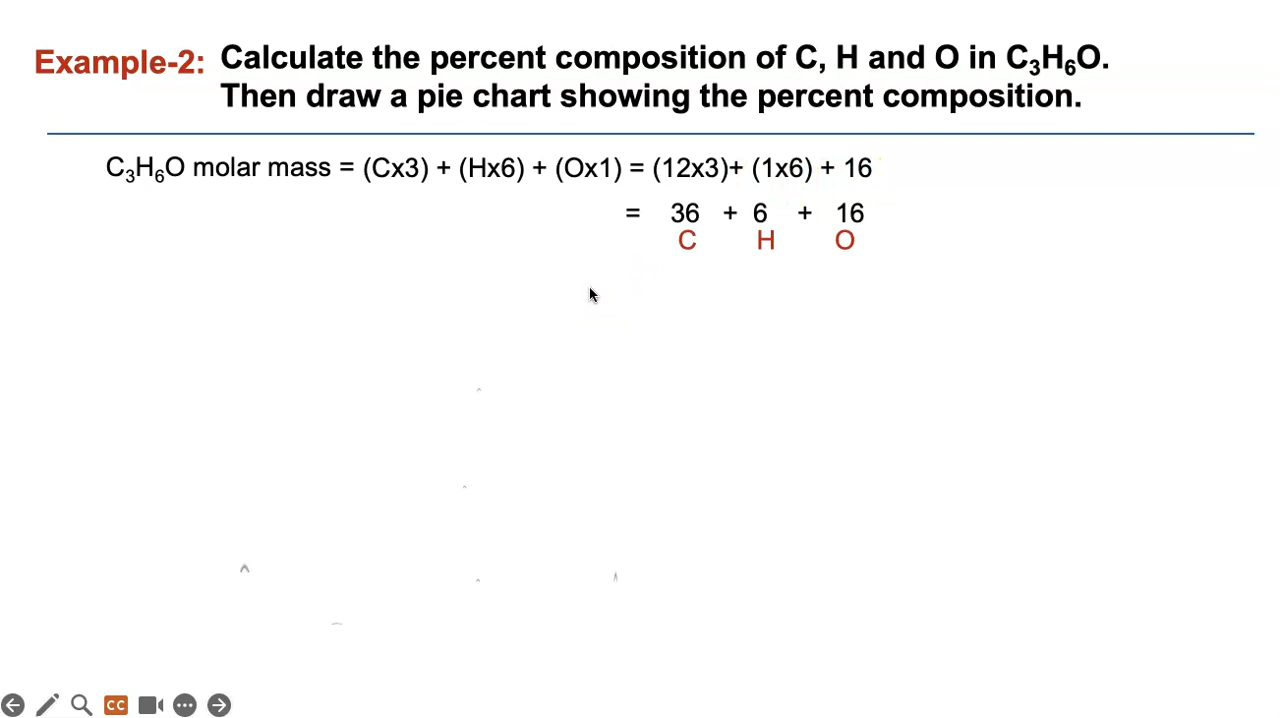 Example-2: Calculate the percent composition of C, H and O in C₃H₆O.
Then draw a pie chart showing the percent composition.
C₃H₆O molar mass = (Cx3) + (Hx6) + (Ox1) = (12x3)+ (1x6) + 16
= 36 + 6 + 16
C H O
CC